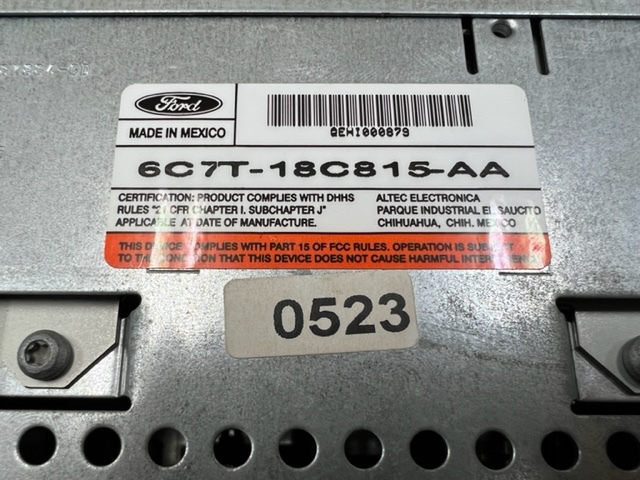 Ford
MADE IN MEXICO
QEHI000879
6C7T-18C815-AA
CERTIFICATION: PRODUCT COMPLIES WITH DHHS
RULES "21 CFR CHAPTER I. SUBCHAPTER J"
APPLICABLE AT DATE OF MANUFACTURE.
ALTEC ELECTRONICA
PARQUE INDUSTRIAL EL SAUCITO
CHIHUAHUA, CHIH. MEXICO
THIS DEVICE COMPLIES WITH PART 15 OF FCC RULES. OPERATION IS SUBJECT
TO THE CONDITION THAT THIS DEVICE DOES NOT CAUSE HARMFUL INTERFERENCE
0523